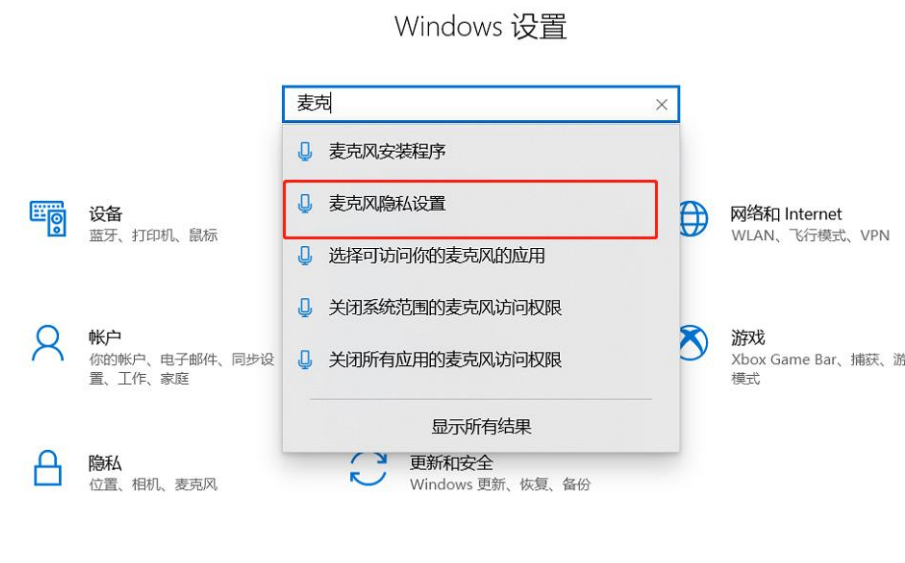 Windows 设置
麦克
麦克风安装程序
麦克风隐私设置
选择可访问你的麦克风的应用
关闭系统范围的麦克风访问权限
关闭所有应用的麦克风访问权限
显示所有结果
设备
蓝牙、打印机、鼠标
网络和 Internet
WLAN、飞行模式、VPN
帐户
你的帐户、电子邮件、同步设
置、工作、家庭
游戏
Xbox Game Bar、捕获、游
模式
隐私
位置、相机、麦克风
更新和安全
Windows 更新、恢复、备份